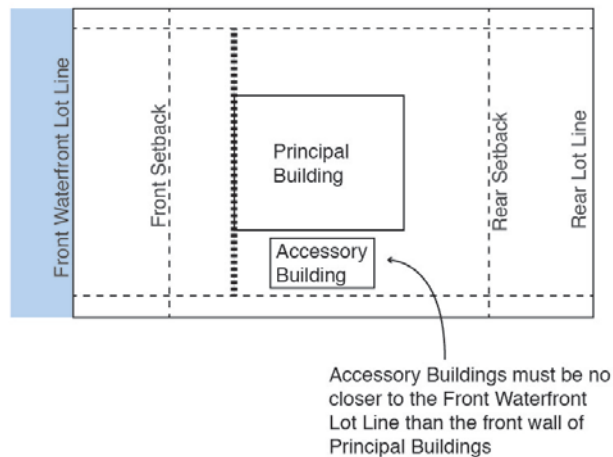 Front Waterfront Lot Line
Front Setback
Principal
Building
Accessory
Building
Rear Setback
Rear Lot Line
Accessory Buildings must be no
closer to the Front Waterfront
Lot Line than the front wall of
Principal Buildings